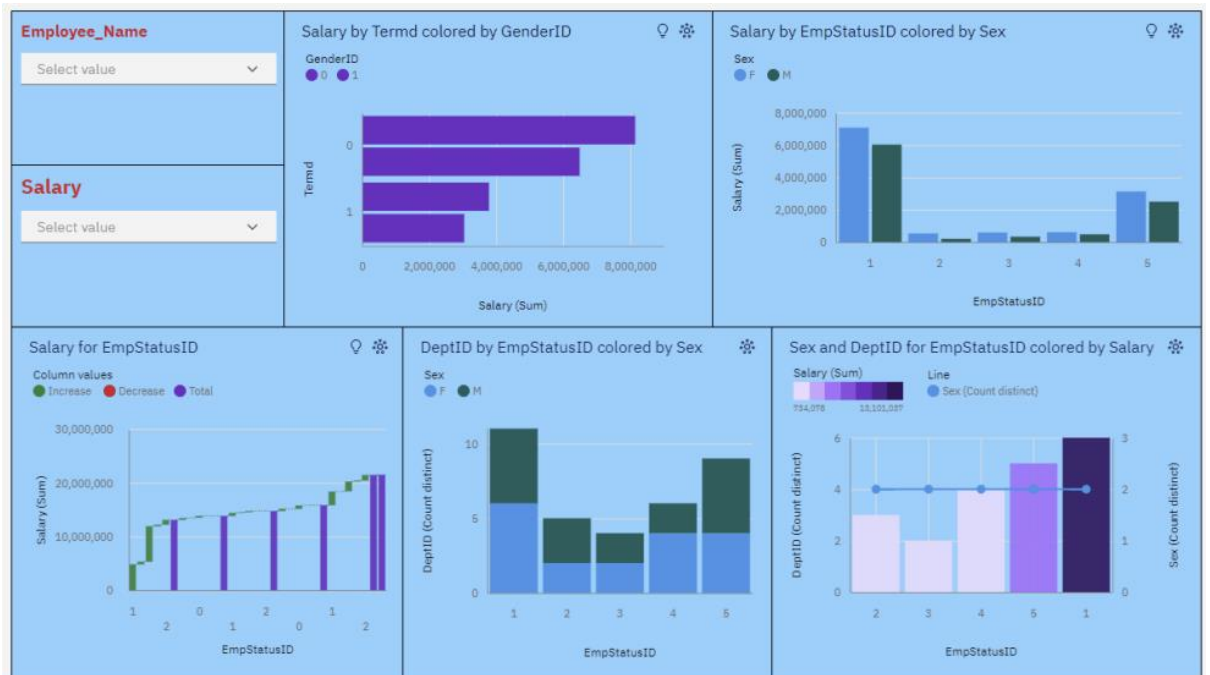 Employee_Name
Select value
Salary
Select value
Salary by Termd colored by GenderID
GenderID
0 1
0
1
Termd
0 2,000,000 4,000,000 6,000,000 8,000,000
Salary (Sum)
Salary by EmpStatusID colored by Sex
Sex
F M
8,000,000
6,000,000
4,000,000
2,000,000
0
Salary (Sum)
1 2 3 4 5
EmpStatusID
Salary for EmpStatusID
Column values
Increase Decrease Total
30,000,000
20,000,000
10,000,000
0
Salary (Sum)
1 0 2 1
2 1 0 2
EmpStatusID
DeptID by EmpStatusID colored by Sex
Sex
F M
10
5
0
DeptID (Count distinct)
1 2 3 4 5
EmpStatusID
Sex and DeptID for EmpStatusID colored by Salary
Salary (Sum) Line
Sex (Count distinct)
734,078 13,101,037
6 3
4 2
2 1
0 0
DeptID (Count distinct)
Sex (Count distinct)
2 3 4 5 1
EmpStatusID